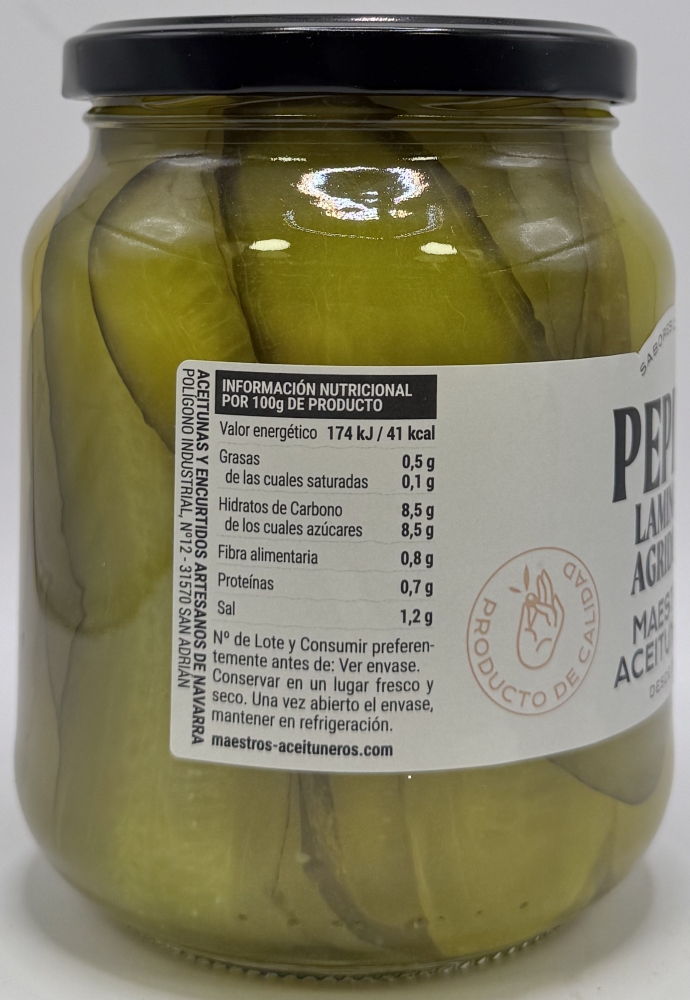 INFORMACIÓN NUTRICIONAL
POR 100g DE PRODUCTO
Valor energético 174 kJ / 41 kcal
Grasas 0,5 g
de las cuales saturadas 0,1 g
Hidratos de Carbono 8,5 g
de los cuales azúcares 8,5 g
Fibra alimentaria 0,8 g
Proteínas 0,7 g
Sal 1,2 g
Nº de Lote y Consumir preferen-
temente antes de: Ver envase.
Conservar en un lugar fresco y
seco. Una vez abierto el envase,
mantener en refrigeración.
maestros-aceituneros.com
ACEITUNAS Y ENCURTIDOS ARTESANOS DE NAVARRA
POLÍGONO INDUSTRIAL, Nº12 - 31570 SAN ADRIÁN
PRODUCTO DE CALIDAD